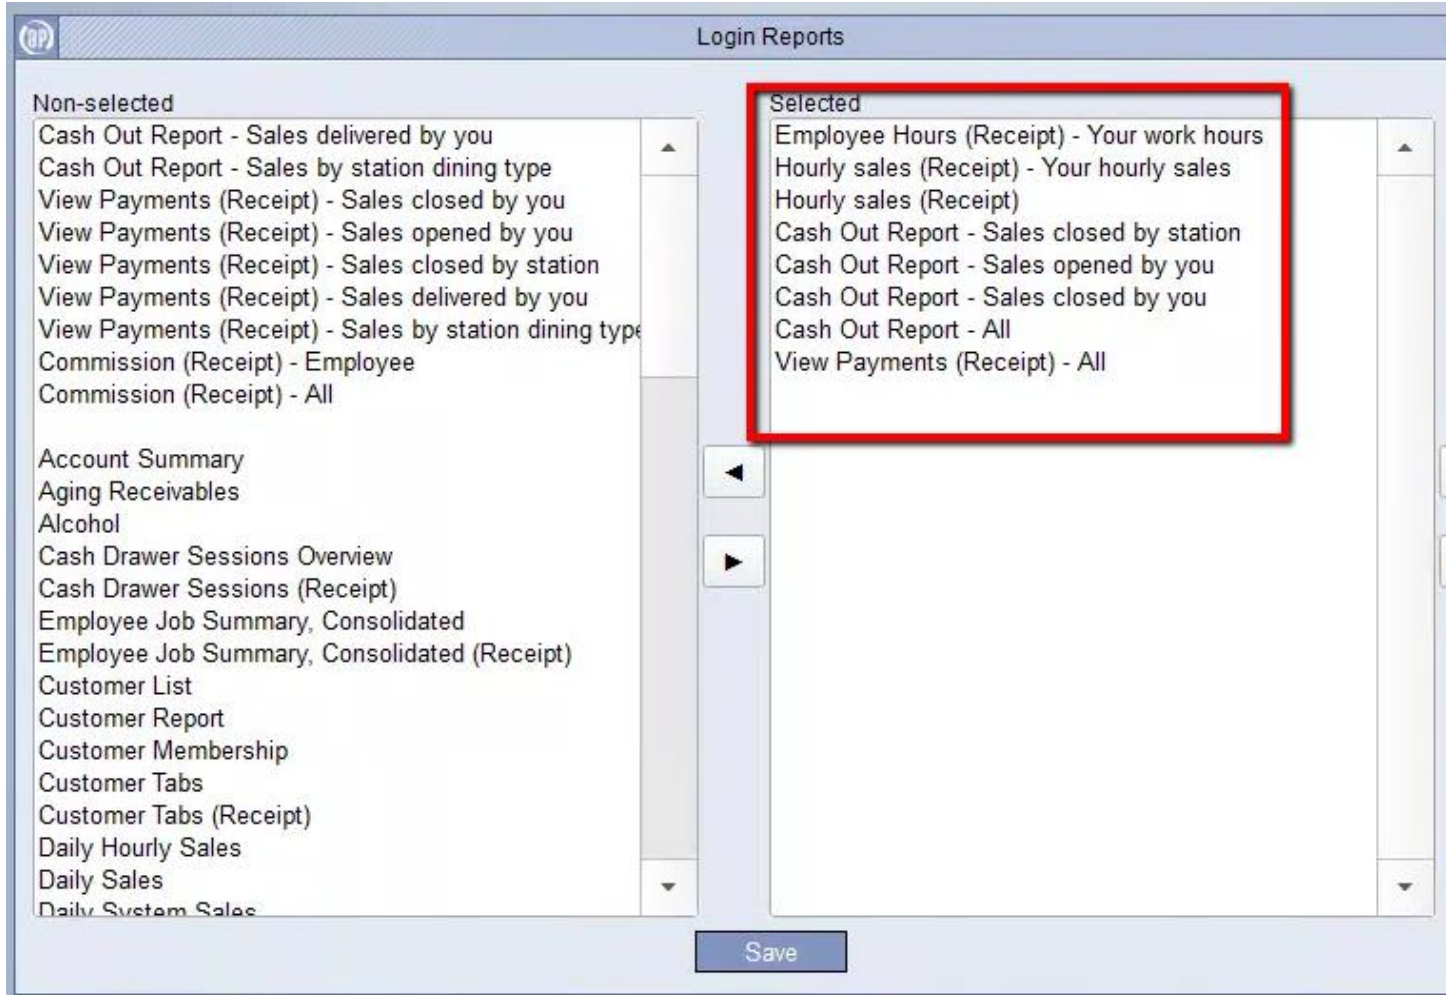 Login Reports
Non-selected
Cash Out Report - Sales delivered by you
Cash Out Report - Sales by station dining type
View Payments (Receipt) - Sales closed by you
View Payments (Receipt) - Sales opened by you
View Payments (Receipt) - Sales closed by station
View Payments (Receipt) - Sales delivered by you
View Payments (Receipt) - Sales by station dining type
Commission (Receipt) - Employee
Commission (Receipt) - All
Account Summary
Aging Receivables
Alcohol
Cash Drawer Sessions Overview
Cash Drawer Sessions (Receipt)
Employee Job Summary, Consolidated
Employee Job Summary, Consolidated (Receipt)
Customer List
Customer Report
Customer Membership
Customer Tabs
Customer Tabs (Receipt)
Daily Hourly Sales
Daily Sales
Daily System Sales
Selected
Employee Hours (Receipt) - Your work hours
Hourly sales (Receipt) - Your hourly sales
Hourly sales (Receipt)
Cash Out Report - Sales closed by station
Cash Out Report - Sales opened by you
Cash Out Report - Sales closed by you
Cash Out Report - All
View Payments (Receipt) - All
Save